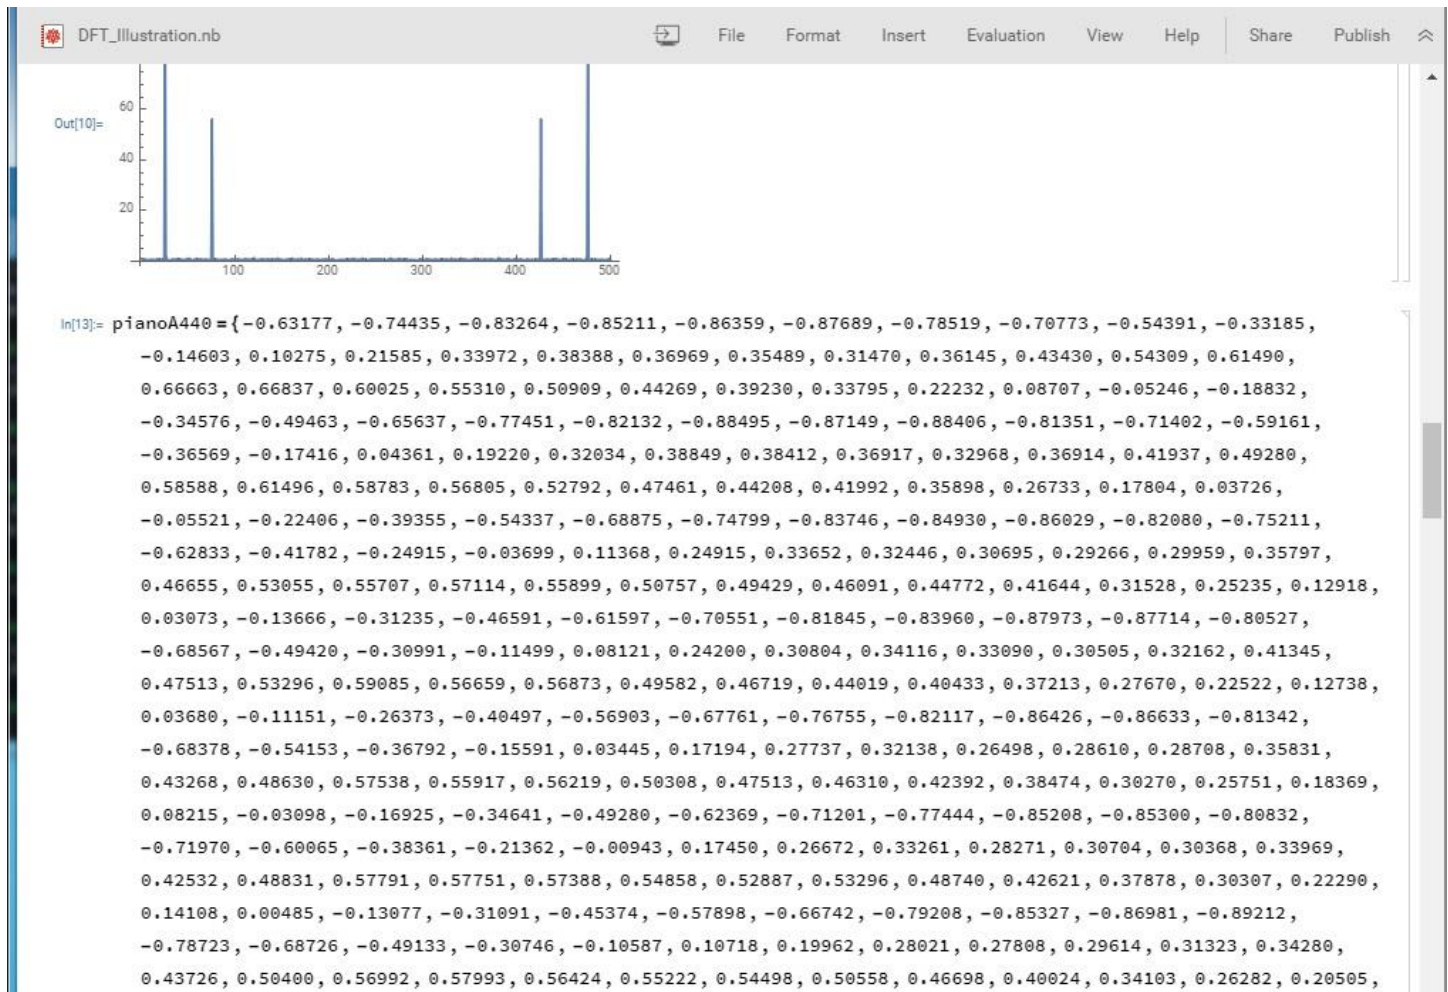 DFT_Illustration.nb File Format Insert Evaluation View Help Share Publish
60
Out[10]=
40
20
100 200 300 400 500
In[13]:= pianoA440 = {-0.63177, -0.74435, -0.83264, -0.85211, -0.86359, -0.87689, -0.78519, -0.70773, -0.54391, -0.33185,
-0.14603, 0.10275, 0.21585, 0.33972, 0.38388, 0.36969, 0.35489, 0.31470, 0.36145, 0.43430, 0.54309, 0.61490,
0.66663, 0.66837, 0.60025, 0.55310, 0.50909, 0.44269, 0.39230, 0.33795, 0.22232, 0.08707, -0.05246, -0.18832,
-0.34576, -0.49463, -0.65637, -0.77451, -0.82132, -0.88495, -0.87149, -0.88406, -0.81351, -0.71402, -0.59161,
-0.36569, -0.17416, 0.04361, 0.19220, 0.32034, 0.38849, 0.38412, 0.36917, 0.32968, 0.36914, 0.41937, 0.49280,
0.58588, 0.61496, 0.58783, 0.56805, 0.52792, 0.47461, 0.44208, 0.41992, 0.35898, 0.26733, 0.17804, 0.03726,
-0.05521, -0.22406, -0.39355, -0.54337, -0.68875, -0.74799, -0.83746, -0.84930, -0.86029, -0.82080, -0.75211,
-0.62833, -0.41782, -0.24915, -0.03699, 0.11368, 0.24915, 0.33652, 0.32446, 0.30695, 0.29266, 0.29959, 0.35797,
0.46655, 0.53055, 0.55707, 0.57114, 0.55899, 0.50757, 0.49429, 0.46091, 0.44772, 0.41644, 0.31528, 0.25235, 0.12918,
0.03073, -0.13666, -0.31235, -0.46591, -0.61597, -0.70551, -0.81845, -0.83960, -0.87973, -0.87714, -0.80527,
-0.68567, -0.49420, -0.30991, -0.11499, 0.08121, 0.24200, 0.30804, 0.34116, 0.33090, 0.30505, 0.32162, 0.41345,
0.47513, 0.53296, 0.59085, 0.56659, 0.56873, 0.49582, 0.46719, 0.44019, 0.40433, 0.37213, 0.27670, 0.22522, 0.12738,
0.03680, -0.11151, -0.26373, -0.40497, -0.56903, -0.67761, -0.76755, -0.82117, -0.86426, -0.86633, -0.81342,
-0.68378, -0.54153, -0.36792, -0.15591, 0.03445, 0.17194, 0.27737, 0.32138, 0.26498, 0.28610, 0.28708, 0.35831,
0.43268, 0.48630, 0.57538, 0.55917, 0.56219, 0.50308, 0.47513, 0.46310, 0.42392, 0.38474, 0.30270, 0.25751, 0.18369,
0.08215, -0.03098, -0.16925, -0.34641, -0.49280, -0.62369, -0.71201, -0.77444, -0.85208, -0.85300, -0.80832,
-0.71970, -0.60065, -0.38361, -0.21362, -0.00943, 0.17450, 0.26672, 0.33261, 0.28271, 0.30704, 0.30368, 0.33969,
0.42532, 0.48831, 0.57791, 0.57751, 0.57388, 0.54858, 0.52887, 0.53296, 0.48740, 0.42621, 0.37878, 0.30307, 0.22290,
0.14108, 0.00485, -0.13077, -0.31091, -0.45374, -0.57898, -0.66742, -0.79208, -0.85327, -0.86981, -0.89212,
-0.78723, -0.68726, -0.49133, -0.30746, -0.10587, 0.10718, 0.19962, 0.28021, 0.27808, 0.29614, 0.31323, 0.34280,
0.43726, 0.50400, 0.56992, 0.57993, 0.56424, 0.55222, 0.54498, 0.50558, 0.46698, 0.40024, 0.34103, 0.26282, 0.20505,